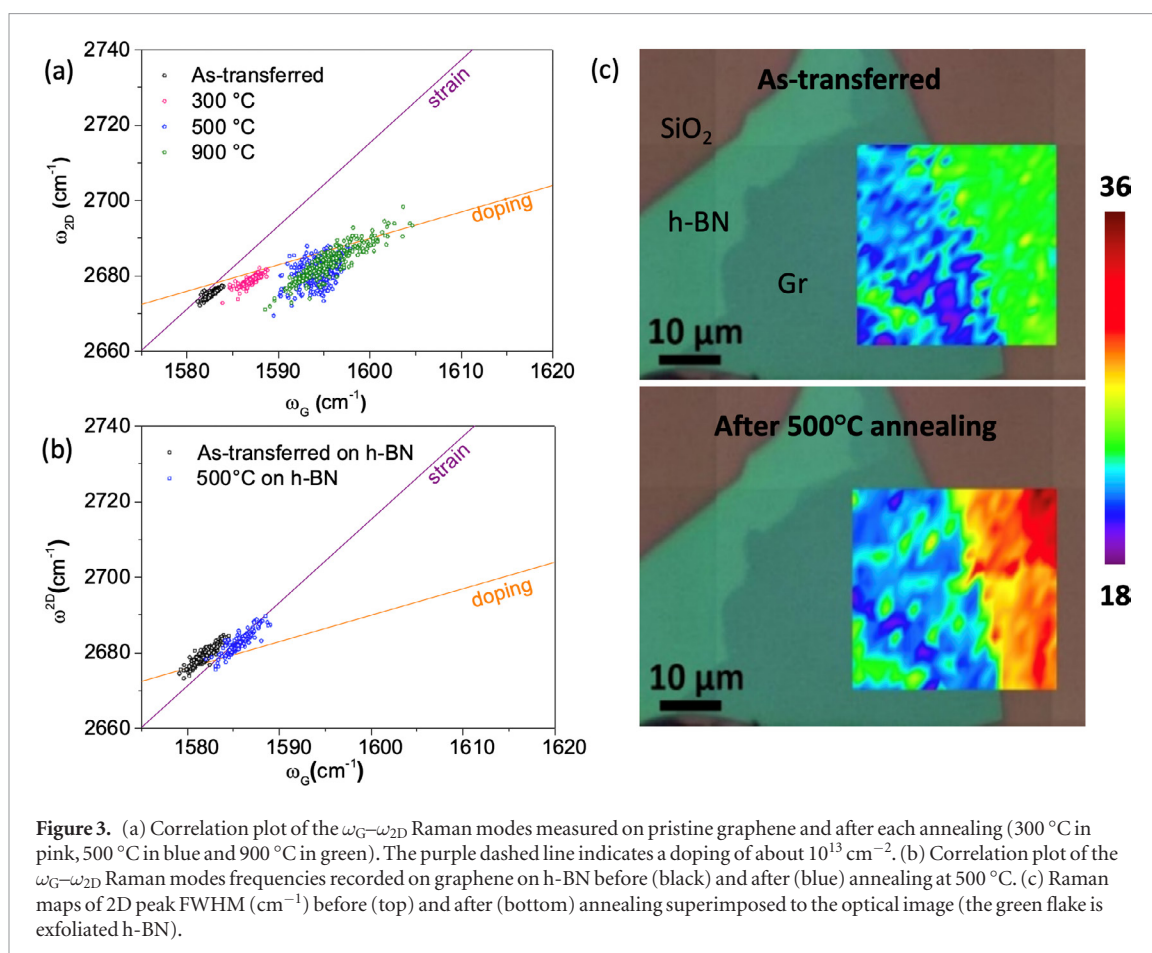 (a)
As-transferred
300 °C
500 °C
900 °C
strain
doping
2740
2720
2700
2680
2660
ω2D (cm-1)
1580 1590 1600 1610 1620
ωG (cm-1)
(b)
As-transferred on h-BN
500°C on h-BN
strain
doping
2740
2720
2700
2680
2660
ω2D(cm-1)
1580 1590 1600 1610 1620
ωG(cm-1)
(c)
As-transferred
SiO2
h-BN
Gr
10 μm
After 500°C annealing
10 μm
36
18
Figure 3. (a) Correlation plot of the ωG–ω2D Raman modes measured on pristine graphene and after each annealing (300 °C in
pink, 500 °C in blue and 900 °C in green). The purple dashed line indicates a doping of about 10^13 cm−2. (b) Correlation plot of the
ωG–ω2D Raman modes frequencies recorded on graphene on h-BN before (black) and after (blue) annealing at 500 °C. (c) Raman
maps of 2D peak FWHM (cm−1) before (top) and after (bottom) annealing superimposed to the optical image (the green flake is
exfoliated h-BN).